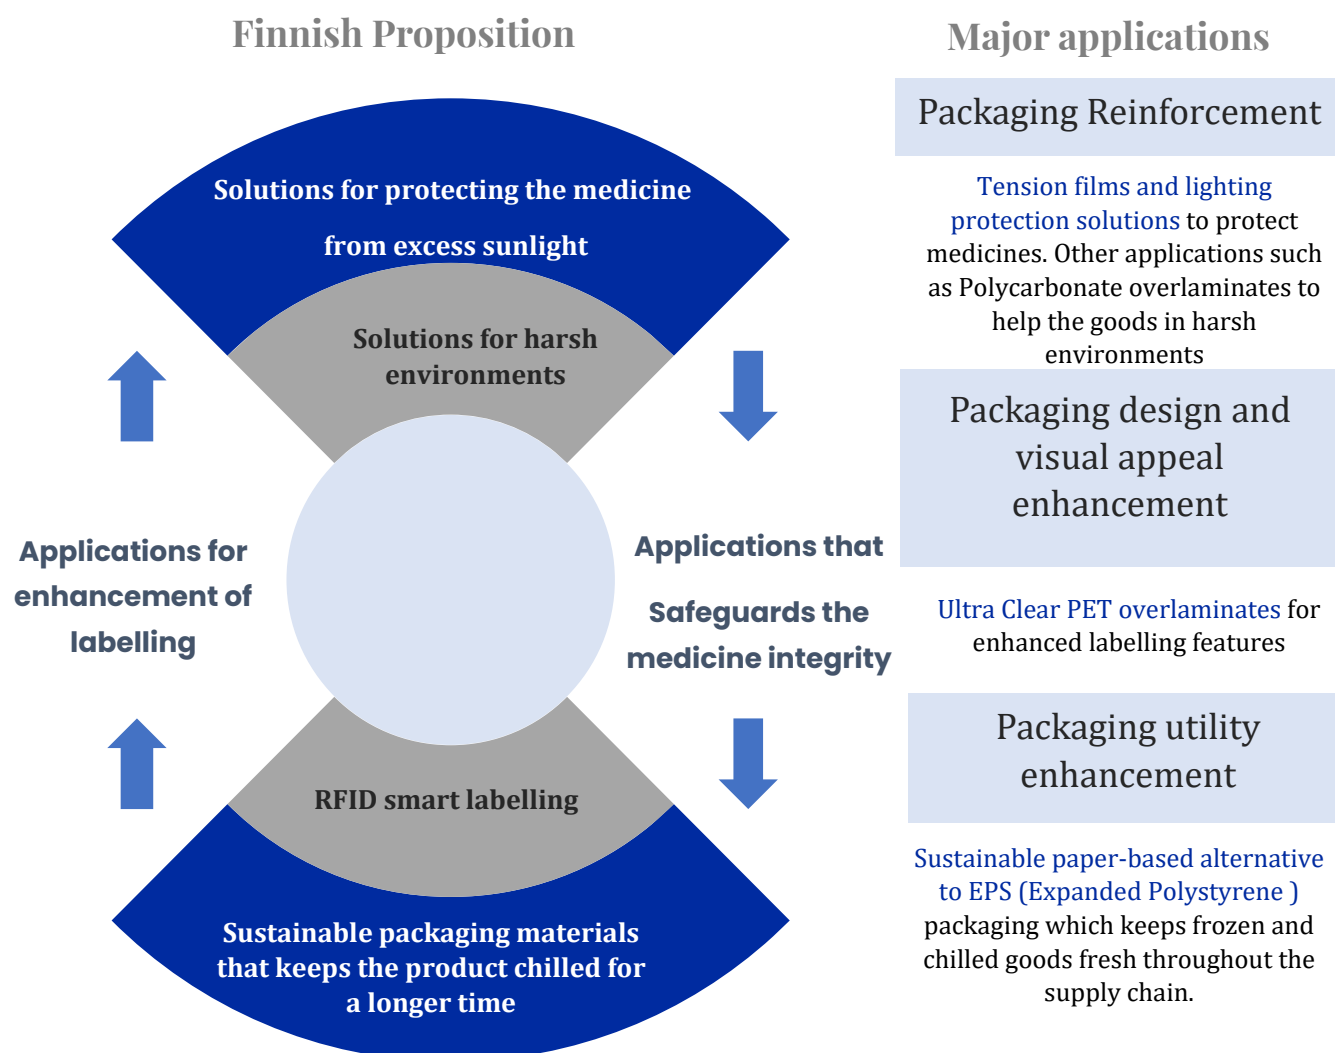 Finnish Proposition
Solutions for protecting the medicine
from excess sunlight
Solutions for harsh
environments
Applications for
enhancement of
labelling
Applications that
Safeguards the
medicine integrity
RFID smart labelling
Sustainable packaging materials
that keeps the product chilled for
a longer time
Major applications
Packaging Reinforcement
Tension films and lighting
protection solutions to protect
medicines. Other applications such
as Polycarbonate overlaminates to
help the goods in harsh
environments
Packaging design and
visual appeal
enhancement
Ultra Clear PET overlaminates for
enhanced labelling features
Packaging utility
enhancement
Sustainable paper-based alternative
to EPS (Expanded Polystyrene )
packaging which keeps frozen and
chilled goods fresh throughout the
supply chain.